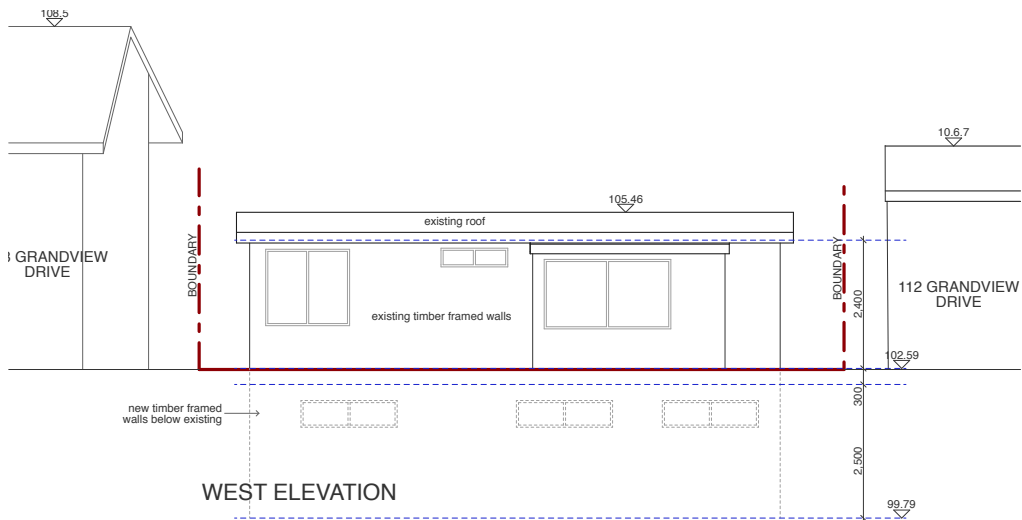 108.5
10.6.7
105.46
existing roof
BOUNDARY
BOUNDARY
8 GRANDVIEW
DRIVE
existing timber framed walls
2,400
112 GRANDVIEW
DRIVE
102.59
300
new timber framed
walls below existing
2,500
WEST ELEVATION
99.79